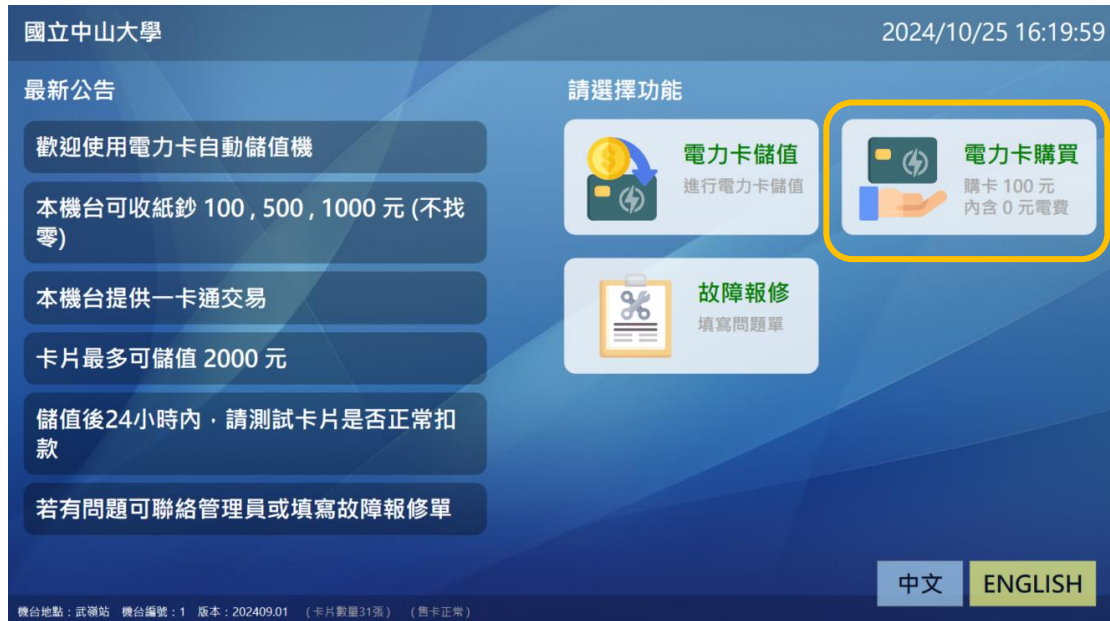 國立中山大學
2024/10/25 16:19:59
最新公告
歡迎使用電力卡自動儲值機
本機台可收紙鈔 100 , 500 , 1000 元 (不找
零)
本機台提供一卡通交易
卡片最多可儲值 2000 元
儲值後24小時內，請測試卡片是否正常扣
款
若有問題可聯絡管理員或填寫故障報修單
請選擇功能
電力卡儲值
進行電力卡儲值
電力卡購買
購卡 100 元
內含 0 元電費
故障報修
填寫問題單
中文
ENGLISH
機台地點：武嶺站 機台編號：1 版本：202409.01 （卡片數量31張） （售卡正常）